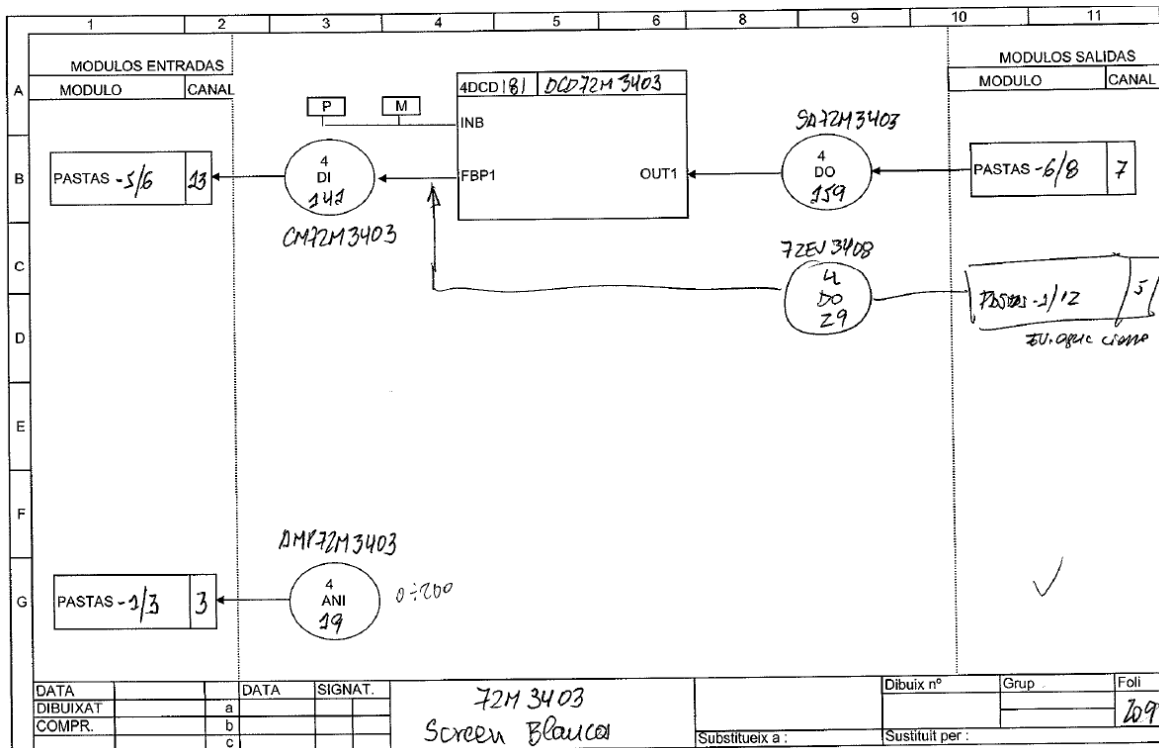 1 2 3 4 5 6 7 8 9 10 11
MODULOS ENTRADAS
MODULO CANAL
MODULOS SALIDAS
MODULO CANAL
A
4DCD 181 DCD72M3403
P M
INB
SA72M3403
B
PASTAS -5/6 13
4
DI
141
FBP1
OUT1
4
DO
159
PASTAS -6/8 7
CM72M3403
C
72EV3408
4
DO
29
PASTAS -1/12 5
D
EV.
E
F
AMP72M3403
G
PASTAS -1/3 3
4
ANI
19
0÷200
DATA DATA SIGNAT.
DIBUIXAT a
COMPR. b
c
72M3403
Screen Blancos
Substitueix a :
Dibuix nº Grup Foli
209
Sustituit per :